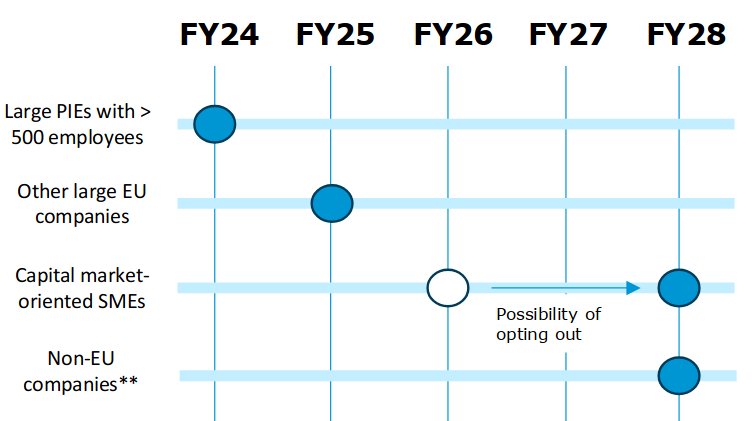 FY24 FY25 FY26 FY27 FY28
Large PIEs with >
500 employees
Other large EU
companies
Capital market-
oriented SMEs
Possibility of
opting out
Non-EU
companies**